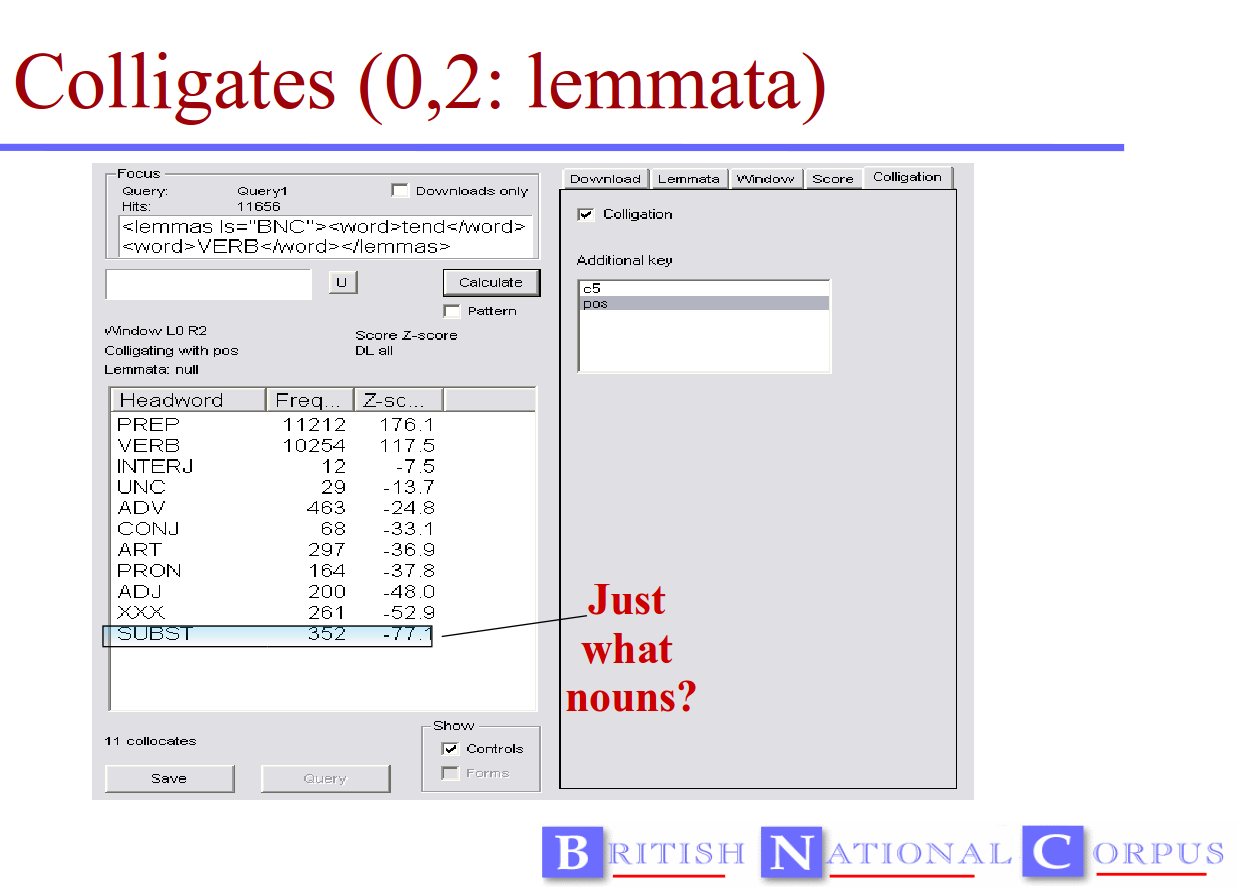 Colligates (0,2: lemmata)
Focus
Query: Query1
Downloads only
Hits: 11656
<lemmas ls="BNC"><word>tend</word>
<word>VERB</word></lemmas>
U
Calculate
Pattern
Window L0 R2
Score Z-score
Colligating with pos
DL all
Lemmata: null
Headword Freq... Z-sc...
PREP 11212 176.1
VERB 10254 117.5
INTERJ 12 -7.5
UNC 29 -13.7
ADV 463 -24.8
CONJ 68 -33.1
ART 297 -36.9
PRON 164 -37.8
ADJ 200 -48.0
XXX 261 -52.9
SUBST 352 -77.1
11 collocates
Save
Query
Show
Controls
Forms
Download Lemmata Window Score Colligation
Colligation
Additional key
c5
pos
Just
what
nouns?
BRITISH NATIONAL CORPUS